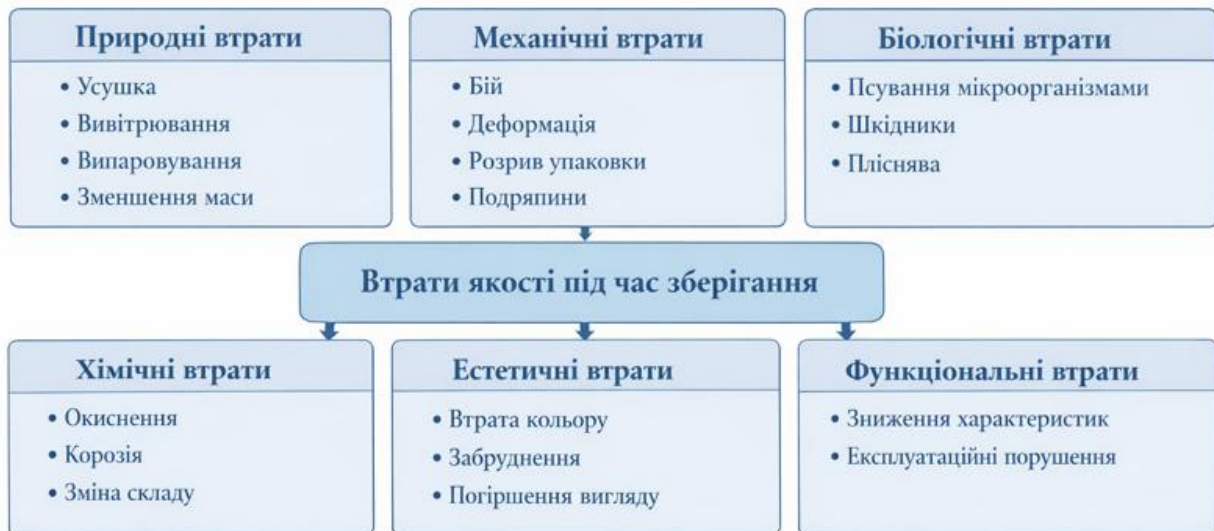 Природні втрати
• Усушка
• Вивітрювання
• Випаровування
• Зменшення маси
Механічні втрати
• Бій
• Деформація
• Розрив упаковки
• Подряпини
Біологічні втрати
• Псування мікроорганізмами
• Шкідники
• Пліснява
Втрати якості під час зберігання
Хімічні втрати
• Окиснення
• Корозія
• Зміна складу
Естетичні втрати
• Втрата кольору
• Забруднення
• Погіршення вигляду
Функціональні втрати
• Зниження характеристик
• Експлуатаційні порушення